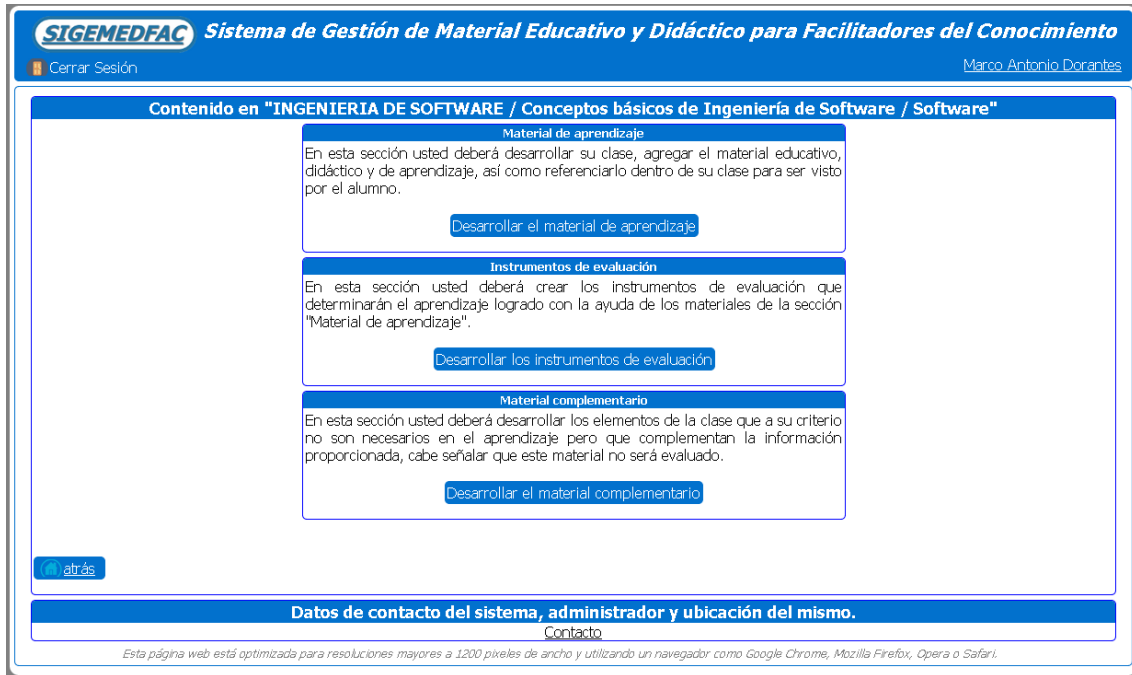 SIGEMEDFAC Sistema de Gestión de Material Educativo y Didáctico para Facilitadores del Conocimiento
Cerrar Sesión
Marco Antonio Dorantes
Contenido en "INGENIERIA DE SOFTWARE / Conceptos básicos de Ingeniería de Software / Software"
Material de aprendizaje
En esta sección usted deberá desarrollar su clase, agregar el material educativo,
didáctico y de aprendizaje, así como referenciarlo dentro de su clase para ser visto
por el alumno.
Desarrollar el material de aprendizaje
Instrumentos de evaluación
En esta sección usted deberá crear los instrumentos de evaluación que
determinarán el aprendizaje logrado con la ayuda de los materiales de la sección
"Material de aprendizaje".
Desarrollar los instrumentos de evaluación
Material complementario
En esta sección usted deberá desarrollar los elementos de la clase que a su criterio
no son necesarios en el aprendizaje pero que complementan la información
proporcionada, cabe señalar que este material no será evaluado.
Desarrollar el material complementario
atrás
Datos de contacto del sistema, administrador y ubicación del mismo.
Contacto
Esta página web está optimizada para resoluciones mayores a 1200 pixeles de ancho y utilizando un navegador como Google Chrome, Mozilla Firefox, Opera o Safari.